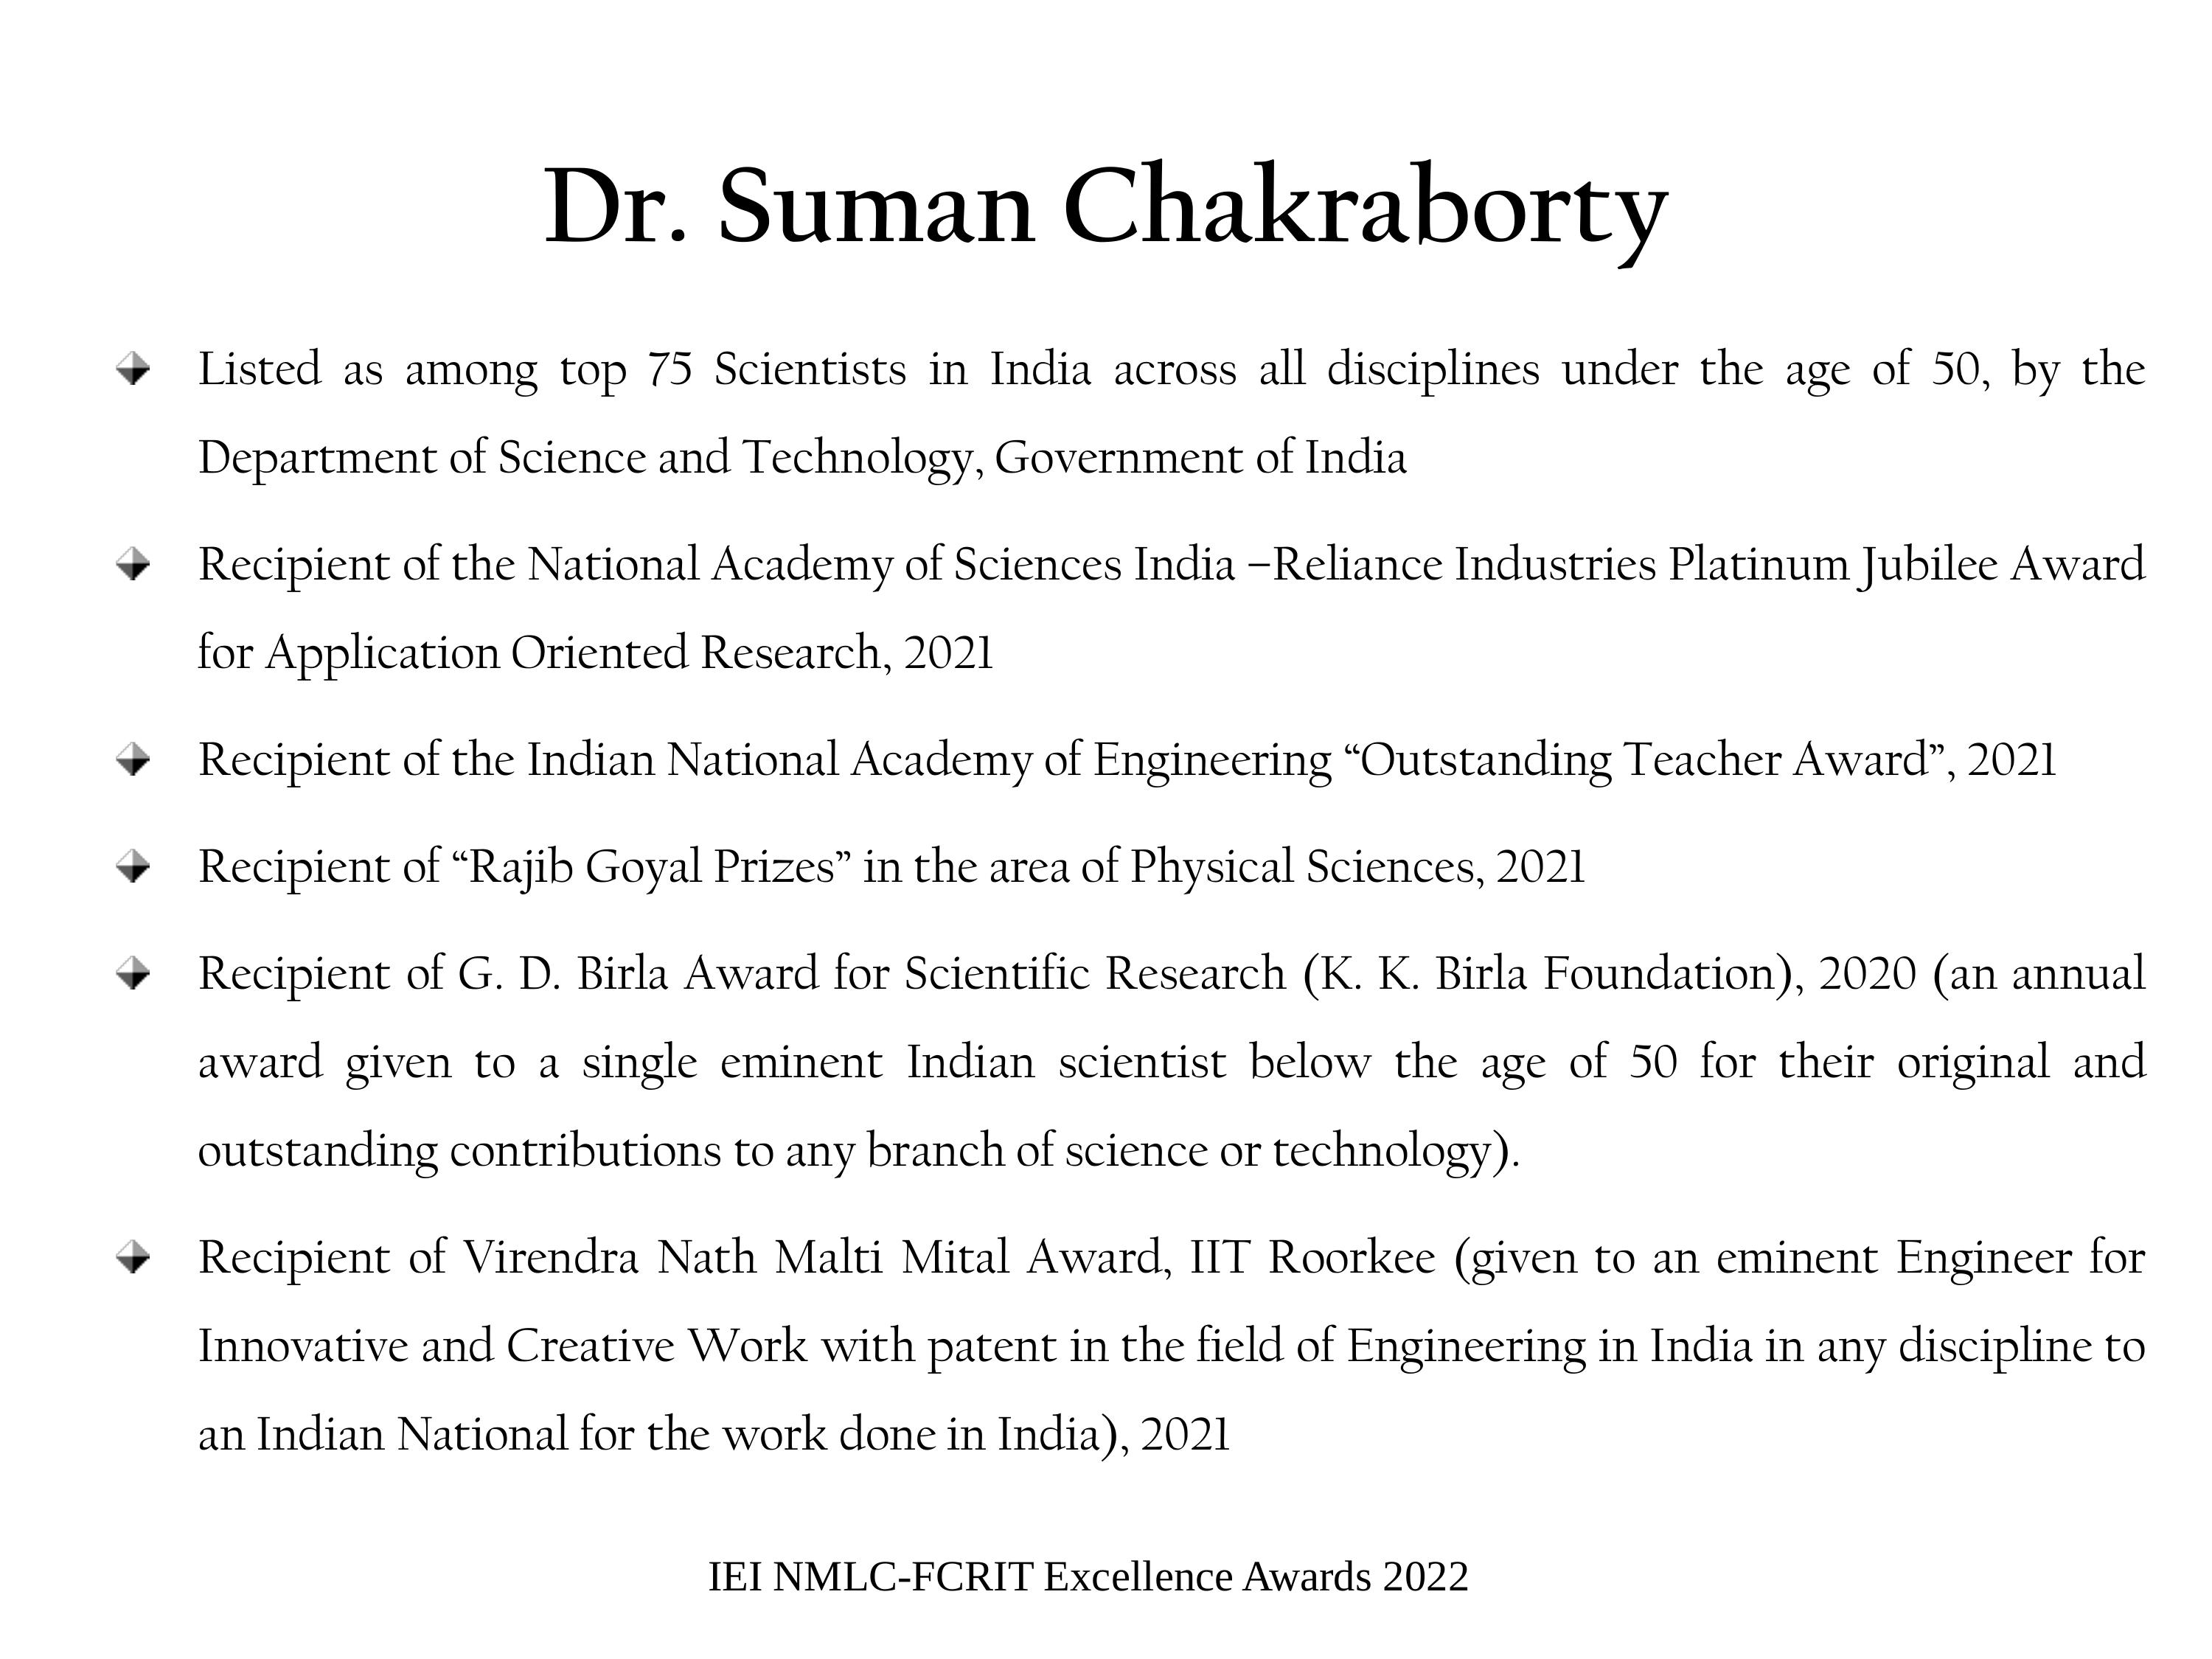 Dr. Suman Chakraborty
Listed as among top 75 Scientists in India across all disciplines under the age of 50, by the
Department of Science and Technology, Government of India
Recipient of the National Academy of Sciences India –Reliance Industries Platinum Jubilee Award
for Application Oriented Research, 2021
Recipient of the Indian National Academy of Engineering “Outstanding Teacher Award”, 2021
Recipient of “Rajib Goyal Prizes” in the area of Physical Sciences, 2021
Recipient of G. D. Birla Award for Scientific Research (K. K. Birla Foundation), 2020 (an annual
award given to a single eminent Indian scientist below the age of 50 for their original and
outstanding contributions to any branch of science or technology).
Recipient of Virendra Nath Malti Mital Award, IIT Roorkee (given to an eminent Engineer for
Innovative and Creative Work with patent in the field of Engineering in India in any discipline to
an Indian National for the work done in India), 2021
IEI NMLC-FCRIT Excellence Awards 2022